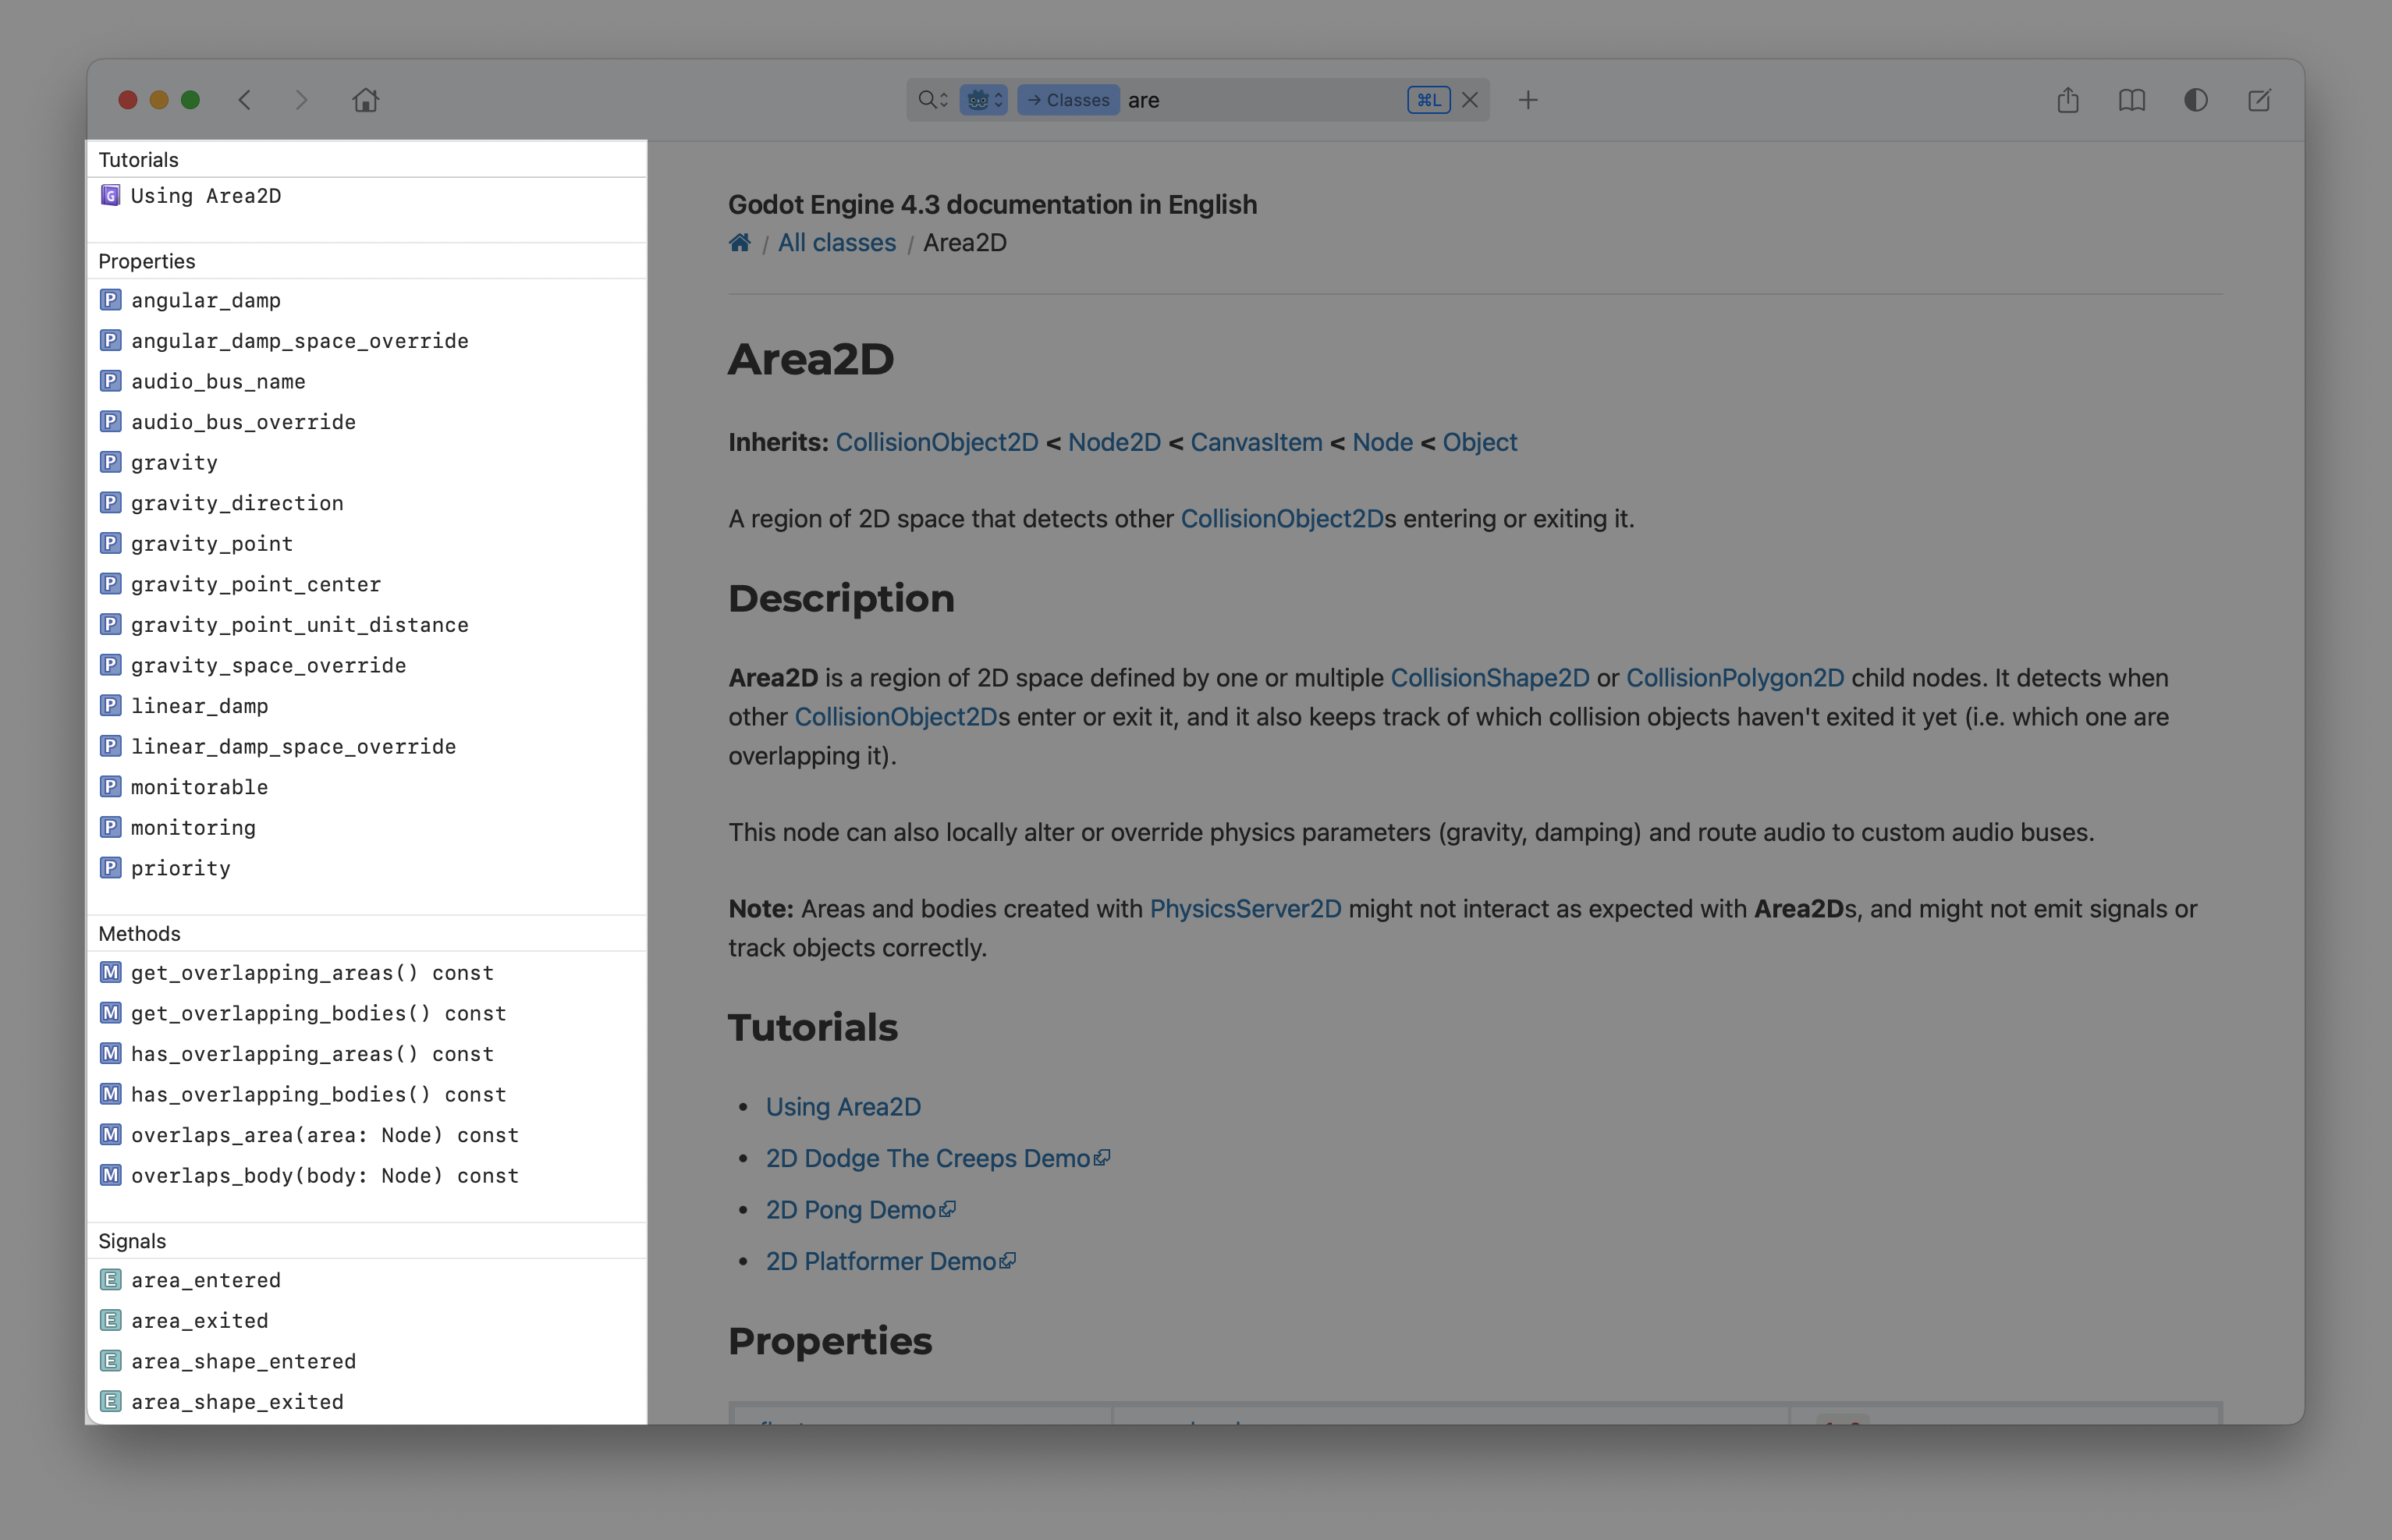 → Classes are ⌘L
Tutorials
Using Area2D
Properties
angular_damp
angular_damp_space_override
audio_bus_name
audio_bus_override
gravity
gravity_direction
gravity_point
gravity_point_center
gravity_point_unit_distance
gravity_space_override
linear_damp
linear_damp_space_override
monitorable
monitoring
priority
Methods
get_overlapping_areas() const
get_overlapping_bodies() const
has_overlapping_areas() const
has_overlapping_bodies() const
overlaps_area(area: Node) const
overlaps_body(body: Node) const
Signals
area_entered
area_exited
area_shape_entered
area_shape_exited
Godot Engine 4.3 documentation in English
/ All classes / Area2D
Area2D
Inherits: CollisionObject2D < Node2D < CanvasItem < Node < Object
A region of 2D space that detects other CollisionObject2Ds entering or exiting it.
Description
Area2D is a region of 2D space defined by one or multiple CollisionShape2D or CollisionPolygon2D child nodes. It detects when
other CollisionObject2Ds enter or exit it, and it also keeps track of which collision objects haven't exited it yet (i.e. which one are
overlapping it).
This node can also locally alter or override physics parameters (gravity, damping) and route audio to custom audio buses.
Note: Areas and bodies created with PhysicsServer2D might not interact as expected with Area2Ds, and might not emit signals or
track objects correctly.
Tutorials
• Using Area2D
• 2D Dodge The Creeps Demo
• 2D Pong Demo
• 2D Platformer Demo
Properties